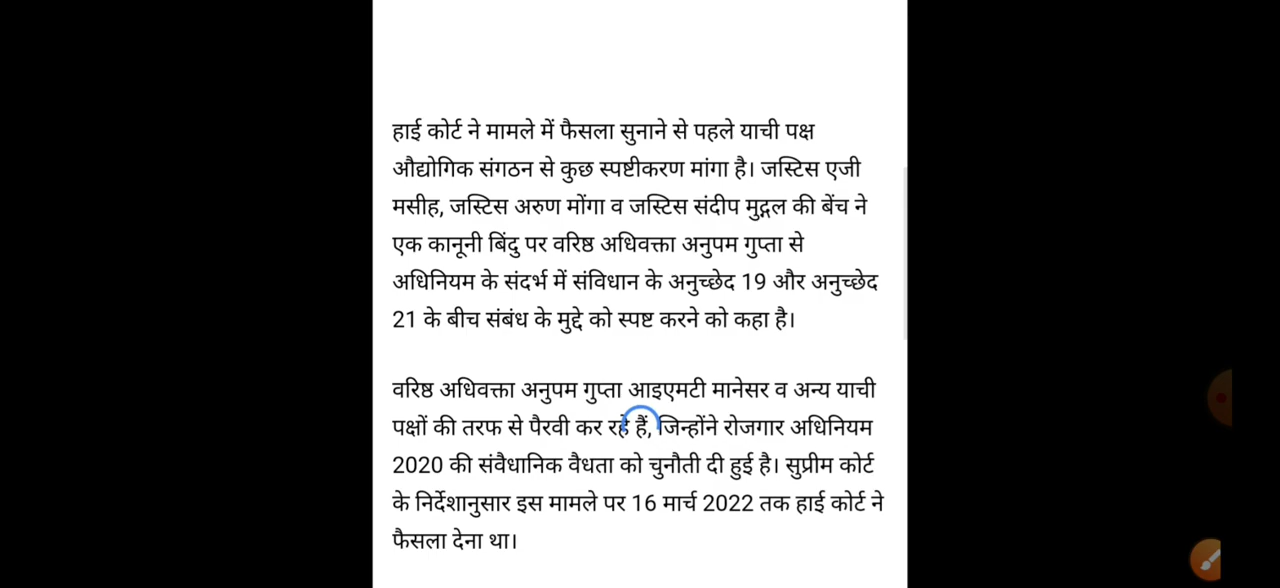 हाई कोर्ट ने मामले में फैसला सुनाने से पहले याची पक्ष
औद्योगिक संगठन से कुछ स्पष्टीकरण मांगा है। जस्टिस एजी
मसीह, जस्टिस अरुण मोंगा व जस्टिस संदीप मुद्गल की बेंच ने
एक कानूनी बिंदु पर वरिष्ठ अधिवक्ता अनुपम गुप्ता से
अधिनियम के संदर्भ में संविधान के अनुच्छेद 19 और अनुच्छेद
21 के बीच संबंध के मुद्दे को स्पष्ट करने को कहा है।
वरिष्ठ अधिवक्ता अनुपम गुप्ता आइएमटी मानेसर व अन्य याची
पक्षों की तरफ से पैरवी कर रहे हैं, जिन्होंने रोजगार अधिनियम
2020 की संवैधानिक वैधता को चुनौती दी हुई है। सुप्रीम कोर्ट
के निर्देशानुसार इस मामले पर 16 मार्च 2022 तक हाई कोर्ट ने
फैसला देना था।